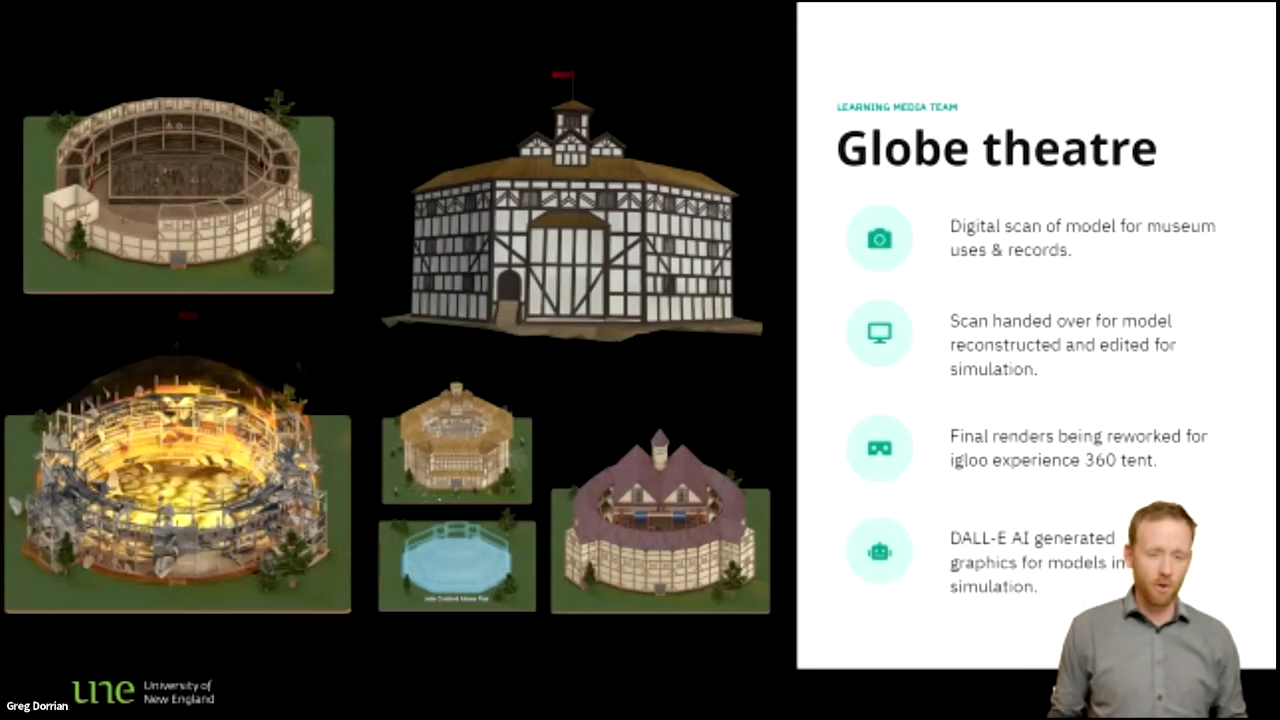 LEARNING MEDIA TEAM
Globe theatre
Digital scan of model for museum
uses & records.
Scan handed over for model
reconstructed and edited for
simulation.
Final renders being reworked for
igloo experience 360 tent.
DALL-E AI generated
graphics for models in
simulation.
une University of
New England
Greg Dorrian